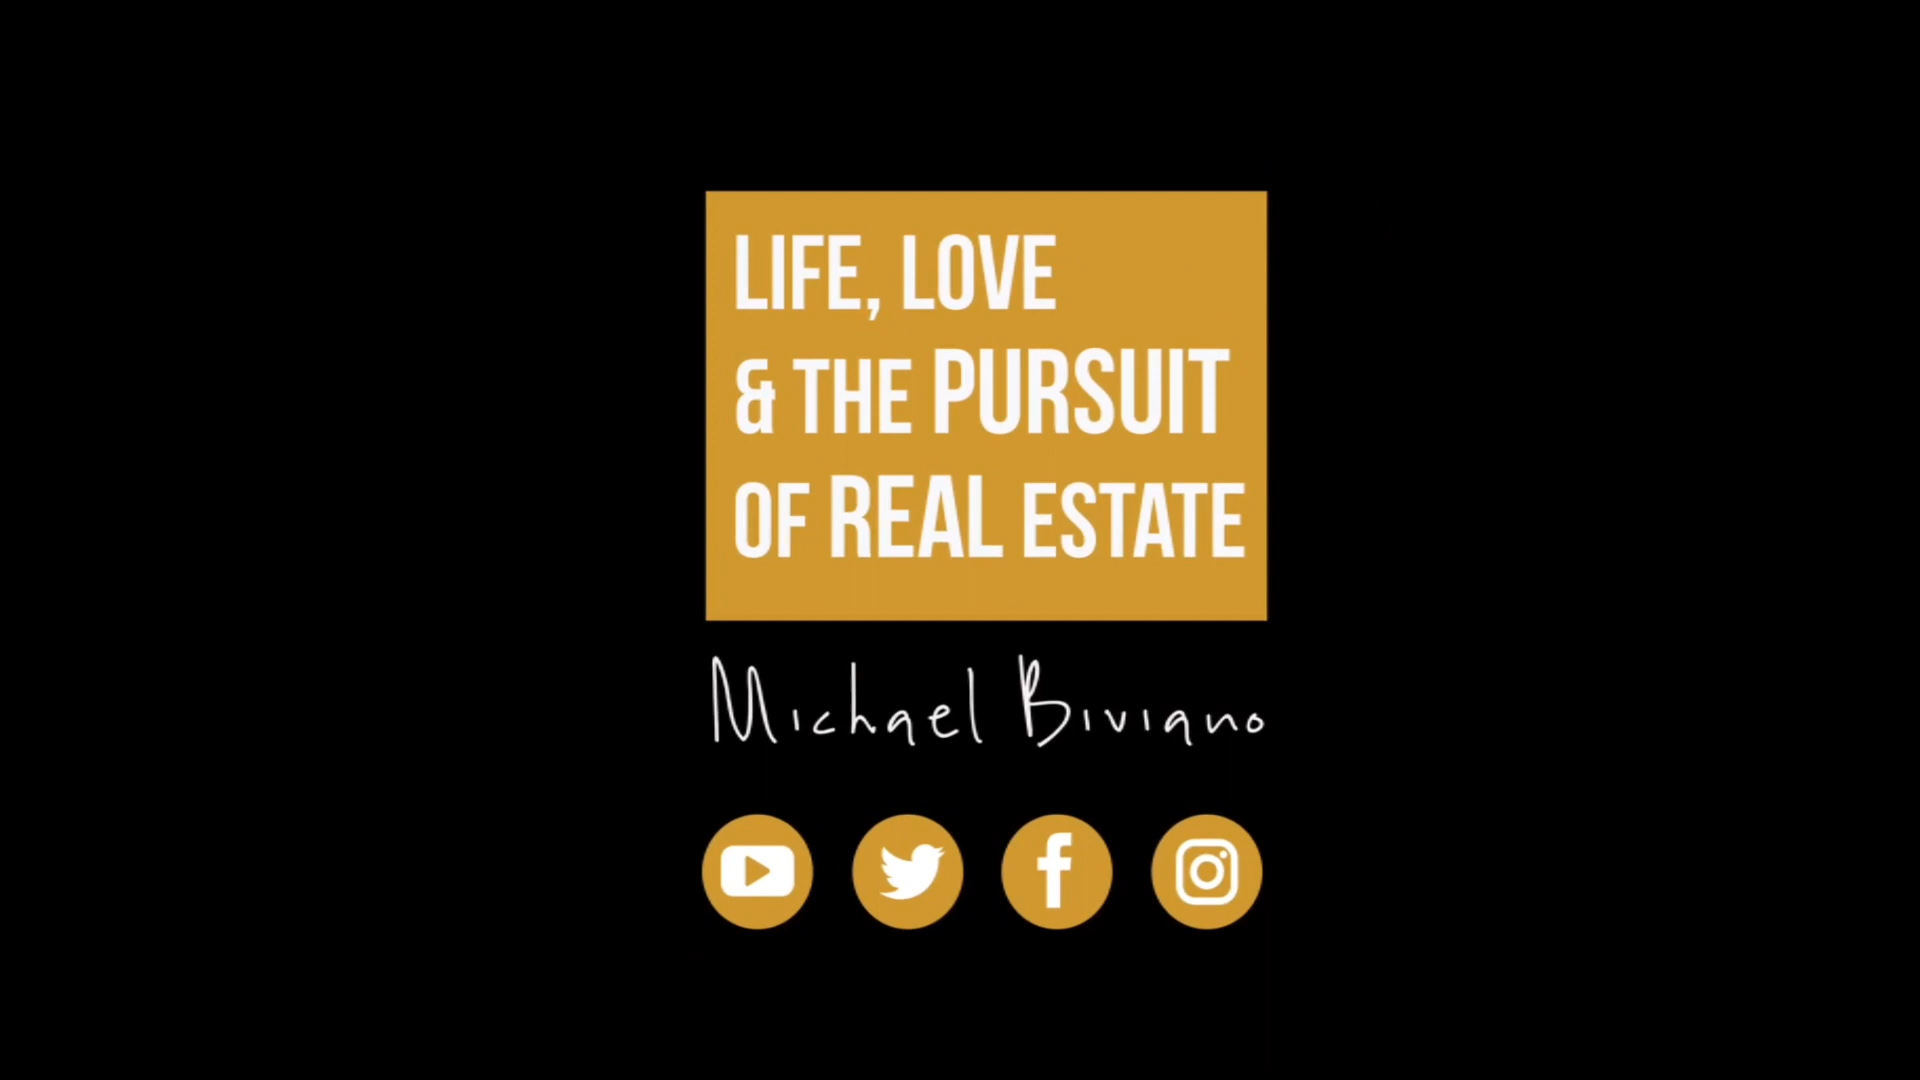 LIFE, LOVE
& THE PURSUIT
OF REAL ESTATE
Michael Biviano